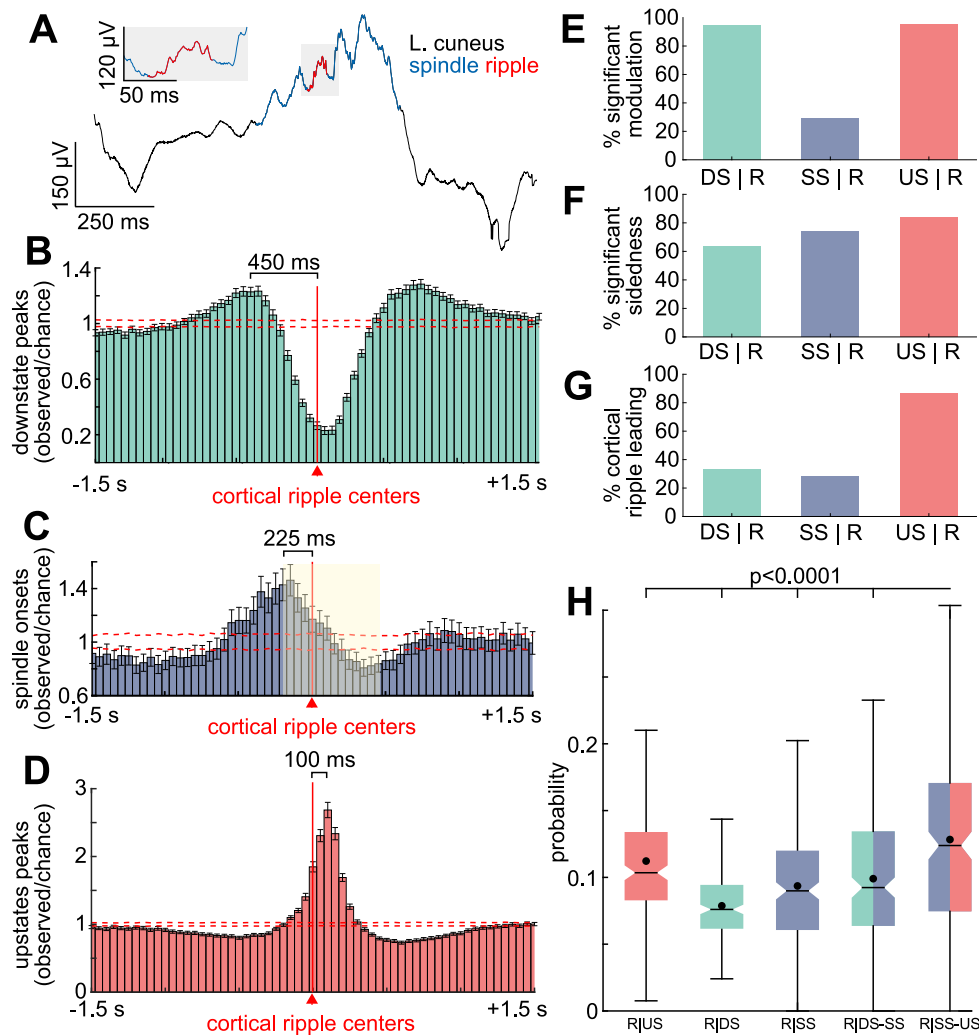 A
120 µV
50 ms
L. cuneus
spindle ripple
150 µV
250 ms
B
450 ms
downstate peaks
(observed/chance)
1.4
1
0.6
0.2
-1.5 s
+1.5 s
cortical ripple centers
C
225 ms
spindle onsets
(observed/chance)
1.4
1
0.6
-1.5 s
+1.5 s
cortical ripple centers
D
100 ms
upstates peaks
(observed/chance)
3
2
1
0
-1.5 s
+1.5 s
cortical ripple centers
E
% significant
modulation
100
80
60
40
20
0
DS | R SS | R US | R
F
% significant
sidedness
100
80
60
40
20
0
DS | R SS | R US | R
G
% cortical
ripple leading
100
80
60
40
20
0
DS | R SS | R US | R
H
p<0.0001
probability
0.2
0.1
0
R|US R|DS R|SS R|DS-SS R|SS-US